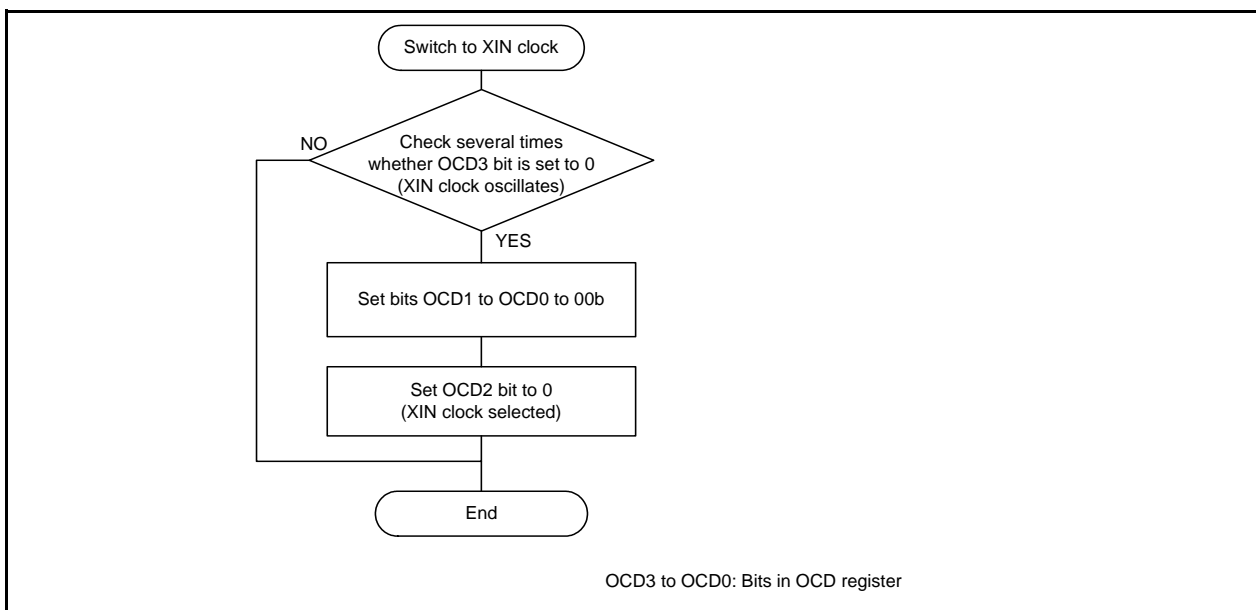 Switch to XIN clock
NO
Check several times
whether OCD3 bit is set to 0
(XIN clock oscillates)
YES
Set bits OCD1 to OCD0 to 00b
Set OCD2 bit to 0
(XIN clock selected)
End
OCD3 to OCD0: Bits in OCD register